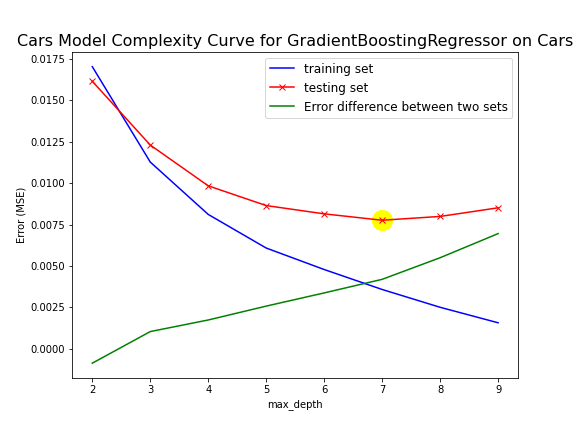 Cars Model Complexity Curve for GradientBoostingRegressor on Cars
training set
testing set
Error difference between two sets
Error (MSE)
0.0175
0.0150
0.0125
0.0100
0.0075
0.0050
0.0025
0.0000
2 3 4 5 6 7 8 9
max_depth